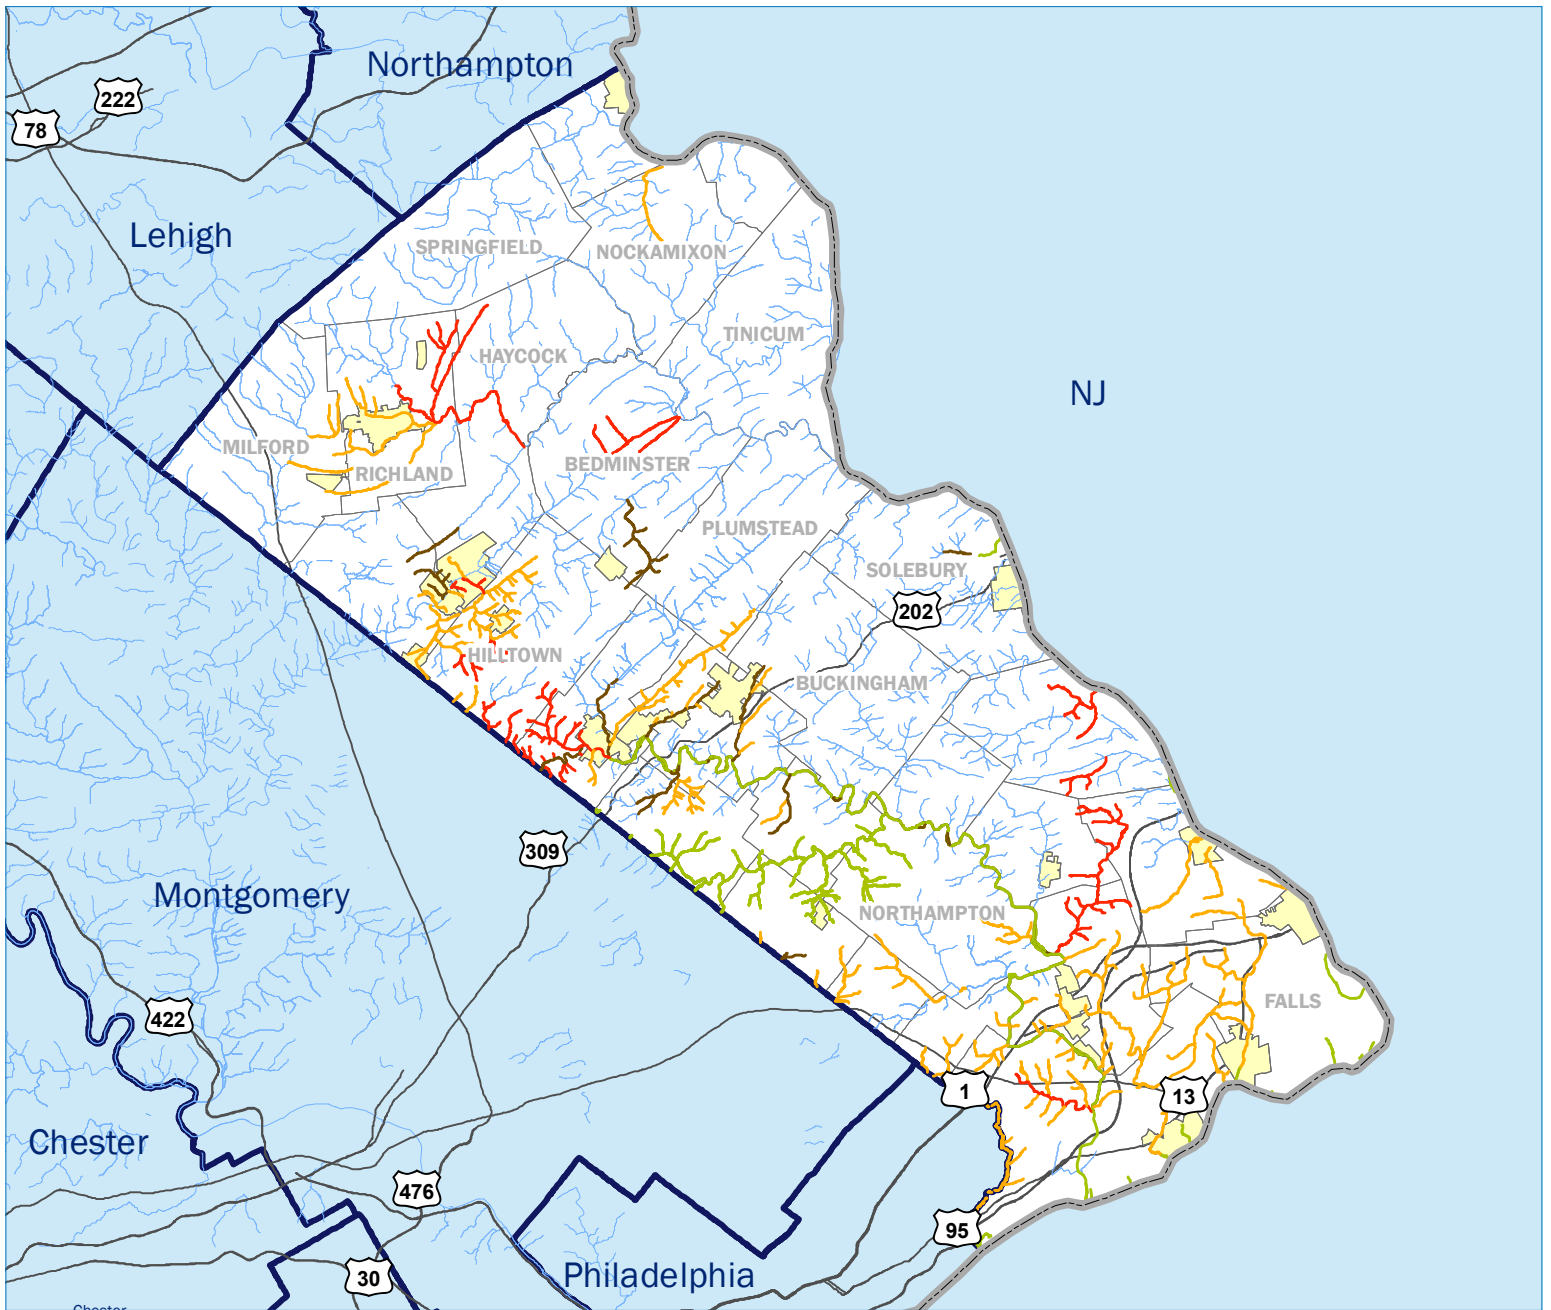 Northampton
222
78
Lehigh
SPRINGFIELD
NOCKAMIXON
TINICUM
HAYCOCK
NJ
MILFORD
RICHLAND
BEDMINSTER
PLUMSTEAD
SOLEBURY
202
HILLTOWN
BUCKINGHAM
309
Montgomery
NORTHAMPTON
FALLS
422
1
13
Chester
476
95
30
Philadelphia
Chester